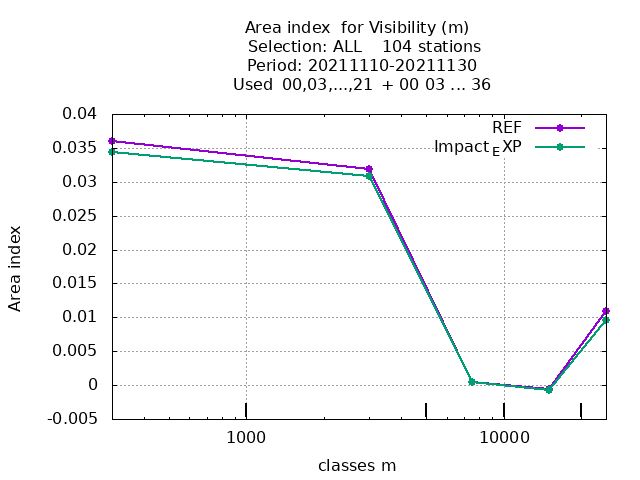 Area index  for Visibility (m)
Selection: ALL    104 stations
Period: 20211110-20211130
Used  00,03,...,21  + 00 03 ... 36
REF
Impact_EXP
0.04
0.035
0.03
0.025
0.02
0.015
0.01
0.005
0
-0.005
Area index
1000
10000
classes m